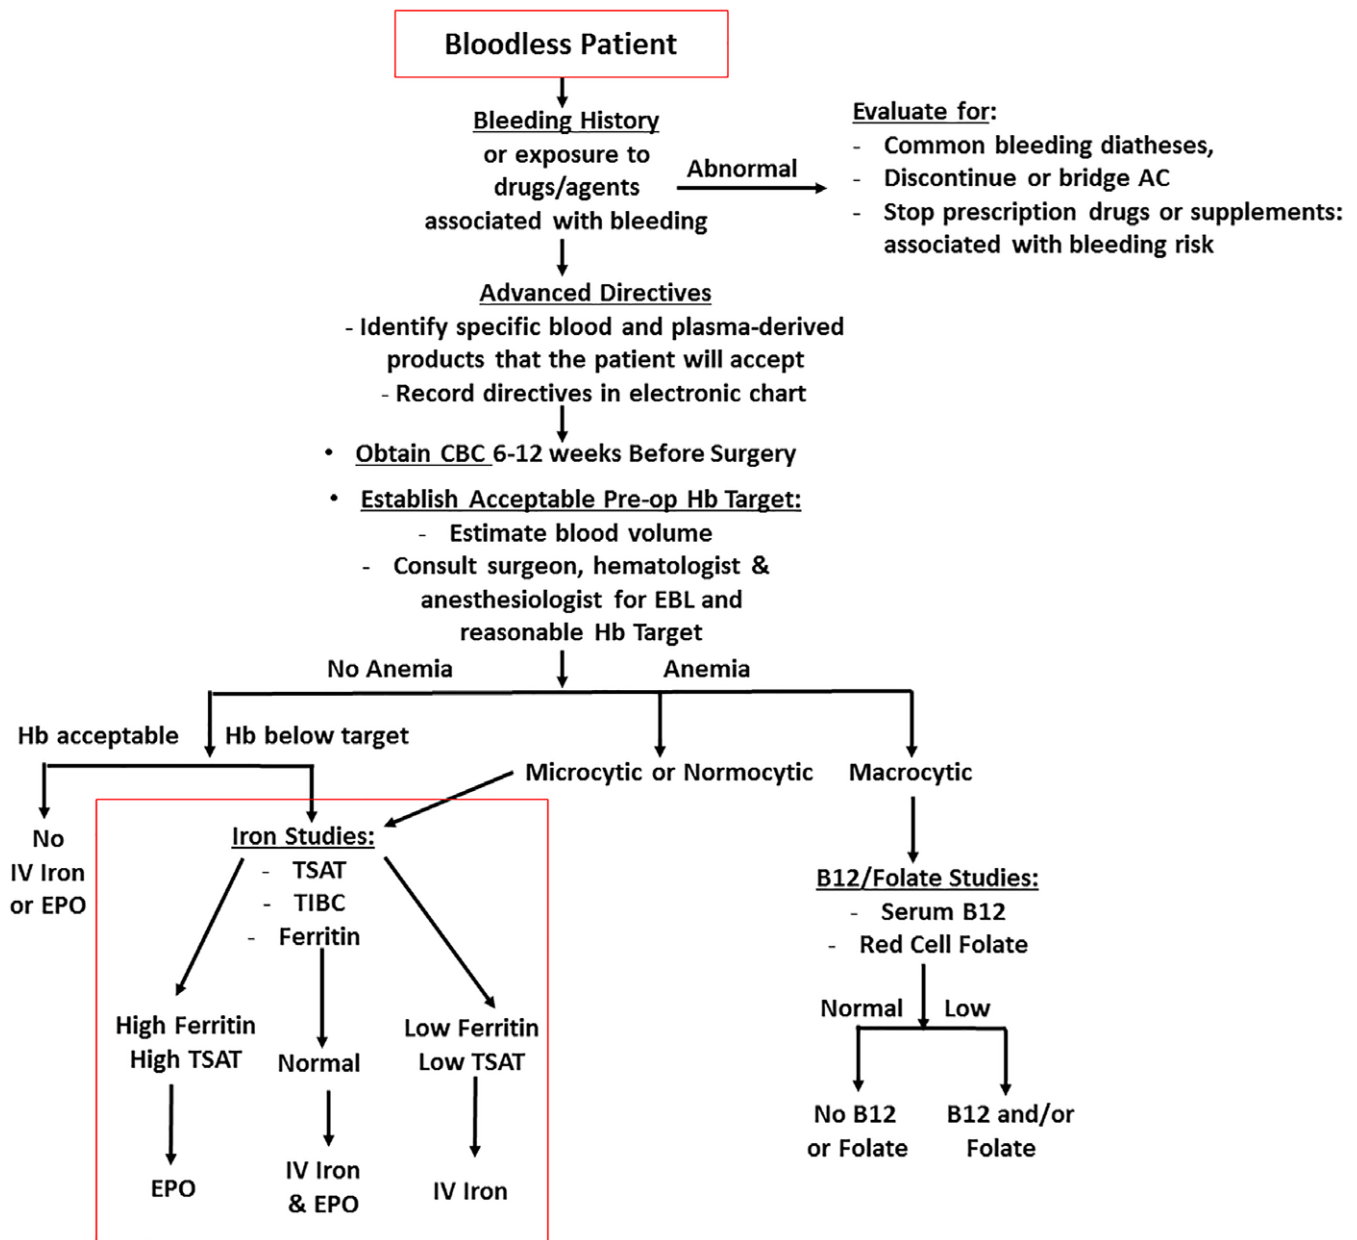 Bloodless Patient
Bleeding History
or exposure to
drugs/agents
associated with bleeding
Abnormal
Evaluate for:
- Common bleeding diatheses,
- Discontinue or bridge AC
- Stop prescription drugs or supplements:
associated with bleeding risk
Advanced Directives
- Identify specific blood and plasma-derived
products that the patient will accept
- Record directives in electronic chart
• Obtain CBC 6-12 weeks Before Surgery
• Establish Acceptable Pre-op Hb Target:
- Estimate blood volume
- Consult surgeon, hematologist &
anesthesiologist for EBL and
reasonable Hb Target
No Anemia
Anemia
Hb acceptable
Hb below target
Microcytic or Normocytic
Macrocytic
No
IV Iron
or EPO
Iron Studies:
- TSAT
- TIBC
- Ferritin
B12/Folate Studies:
- Serum B12
- Red Cell Folate
High Ferritin
High TSAT
Normal
Low Ferritin
Low TSAT
Normal
Low
EPO
IV Iron
& EPO
IV Iron
No B12
or Folate
B12 and/or
Folate